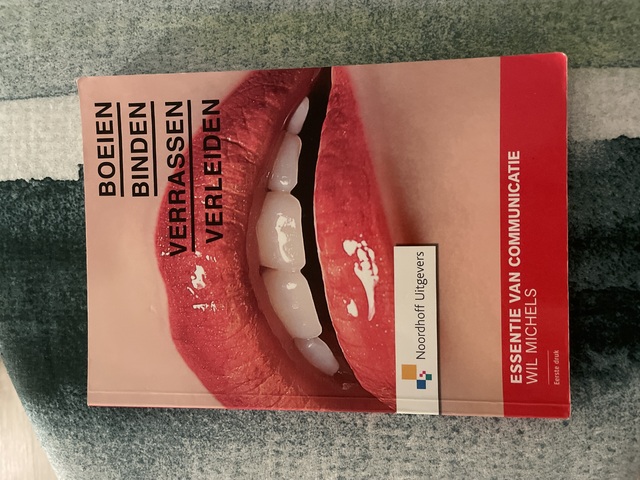 BOEIEN
BINDEN
VERRASSEN
VERLEIDEN
Noordhoff Uitgevers
ESSENTIE VAN COMMUNICATIE
WIL MICHELS
Eerste druk